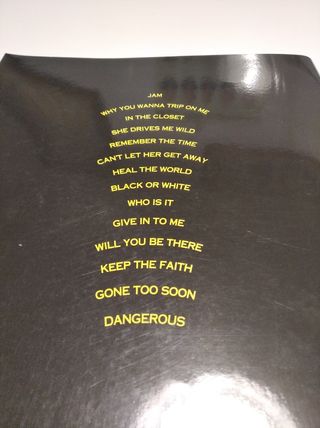 JAM
WHY YOU WANNA TRIP ON ME
IN THE CLOSET
SHE DRIVES ME WILD
REMEMBER THE TIME
CAN'T LET HER GET AWAY
HEAL THE WORLD
BLACK OR WHITE
WHO IS IT
GIVE IN TO ME
WILL YOU BE THERE
KEEP THE FAITH
GONE TOO SOON
DANGEROUS